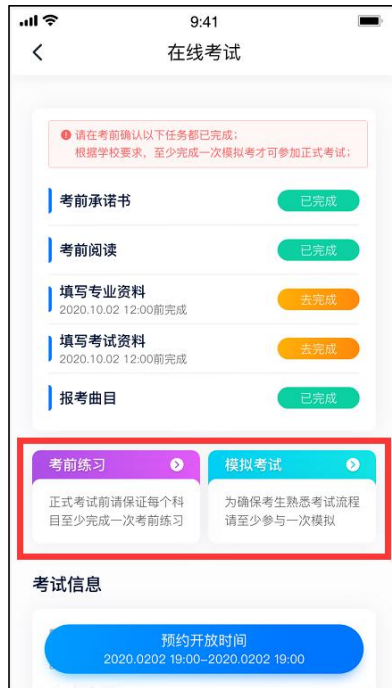 9:41
在线考试
请在考前确认以下任务都已完成；
根据学校要求，至少完成一次模拟考才可参加正式考试；
考前承诺书
已完成
考前阅读
已完成
填写专业资料
去完成
2020.10.02 12:00前完成
填写考试资料
去完成
2020.10.02 12:00前完成
报考曲目
已完成
考前练习
正式考试前请保证每个科
目至少完成一次考前练习
模拟考试
为确保考生熟悉考试流程
请至少参与一次模拟
考试信息
预约开放时间
2020.0202 19:00-2020.0202 19:00